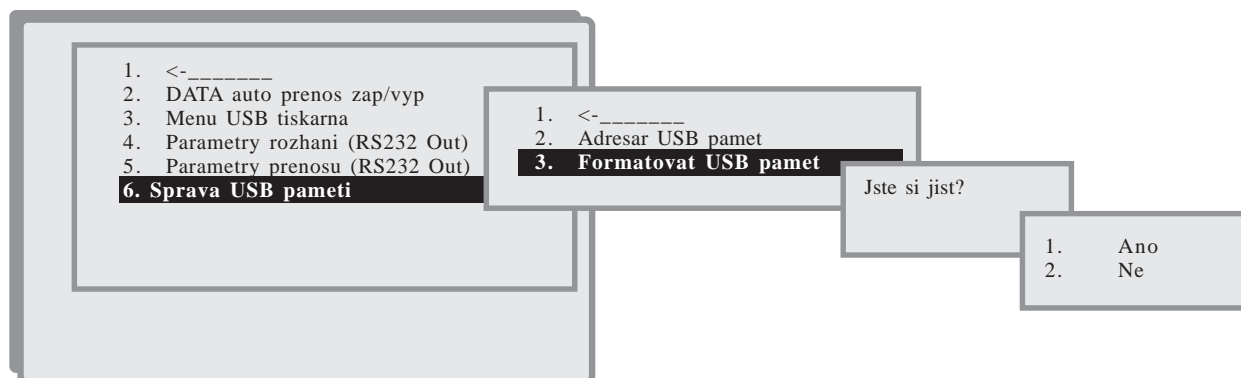 1. <-_______
2. DATA auto prenos zap/vyp
3. Menu USB tiskarna
4. Parametry rozhani (RS232 Out)
5. Parametry prenosu (RS232 Out)
6. Sprava USB pameti
1. <-_______
2. Adresar USB pamet
3. Formatovat USB pamet
Jste si jist?
1. Ano
2. Ne